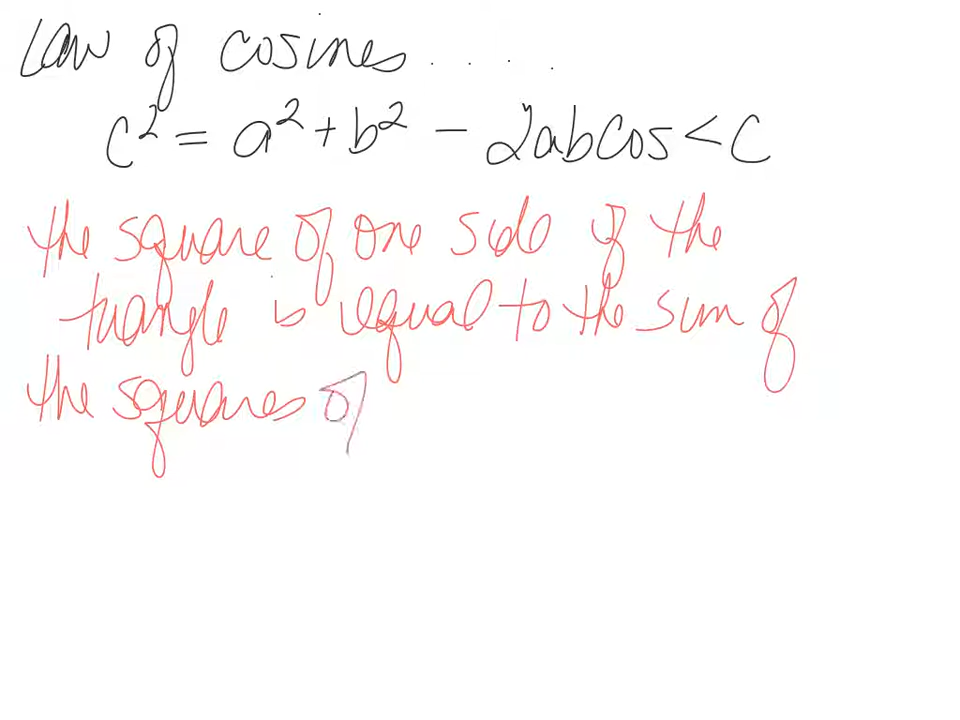 Law of cosines.....
c² = a² + b² - 2abcos<C
the square of one side of the
triangle is equal to the sum of
the squares of